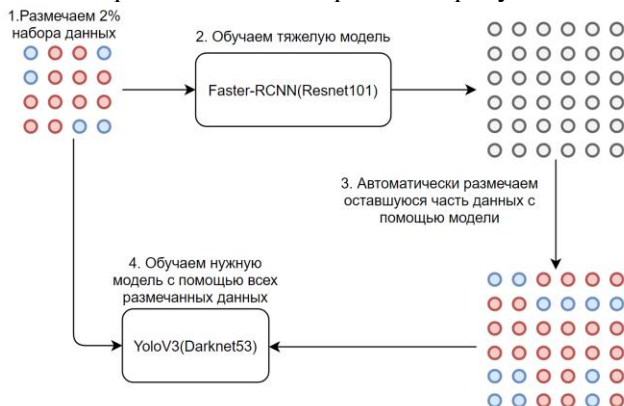 1.Размечаем 2%
набора данных
2. Обучаем тяжелую модель
Faster-RCNN(Resnet101)
3. Автоматически размечаем
оставшуюся часть данных с
помощью модели
4. Обучаем нужную
модель с помощью всех
размечанных данных
YoloV3(Darknet53)